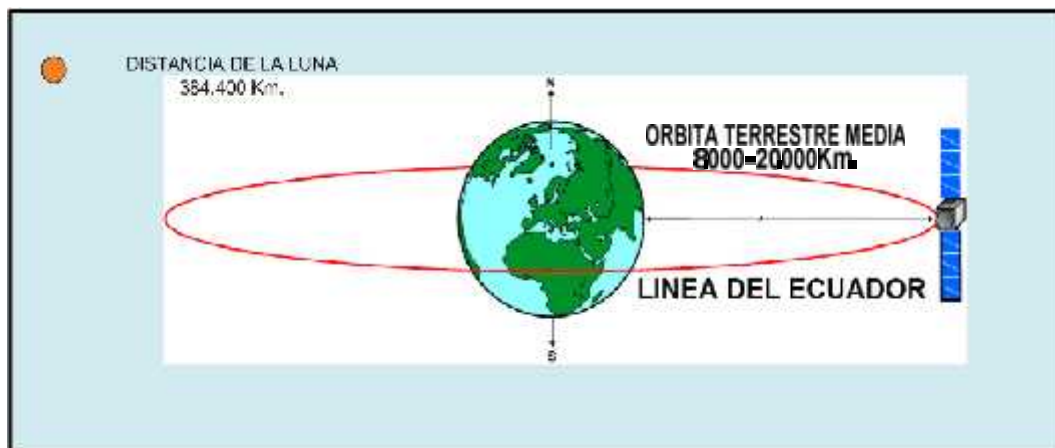 DISTANCIA DE LA LUNA
384.400 Km.
N
ORBITA TERRESTRE MEDIA
8000-20000Km.
LINEA DEL ECUADOR
S